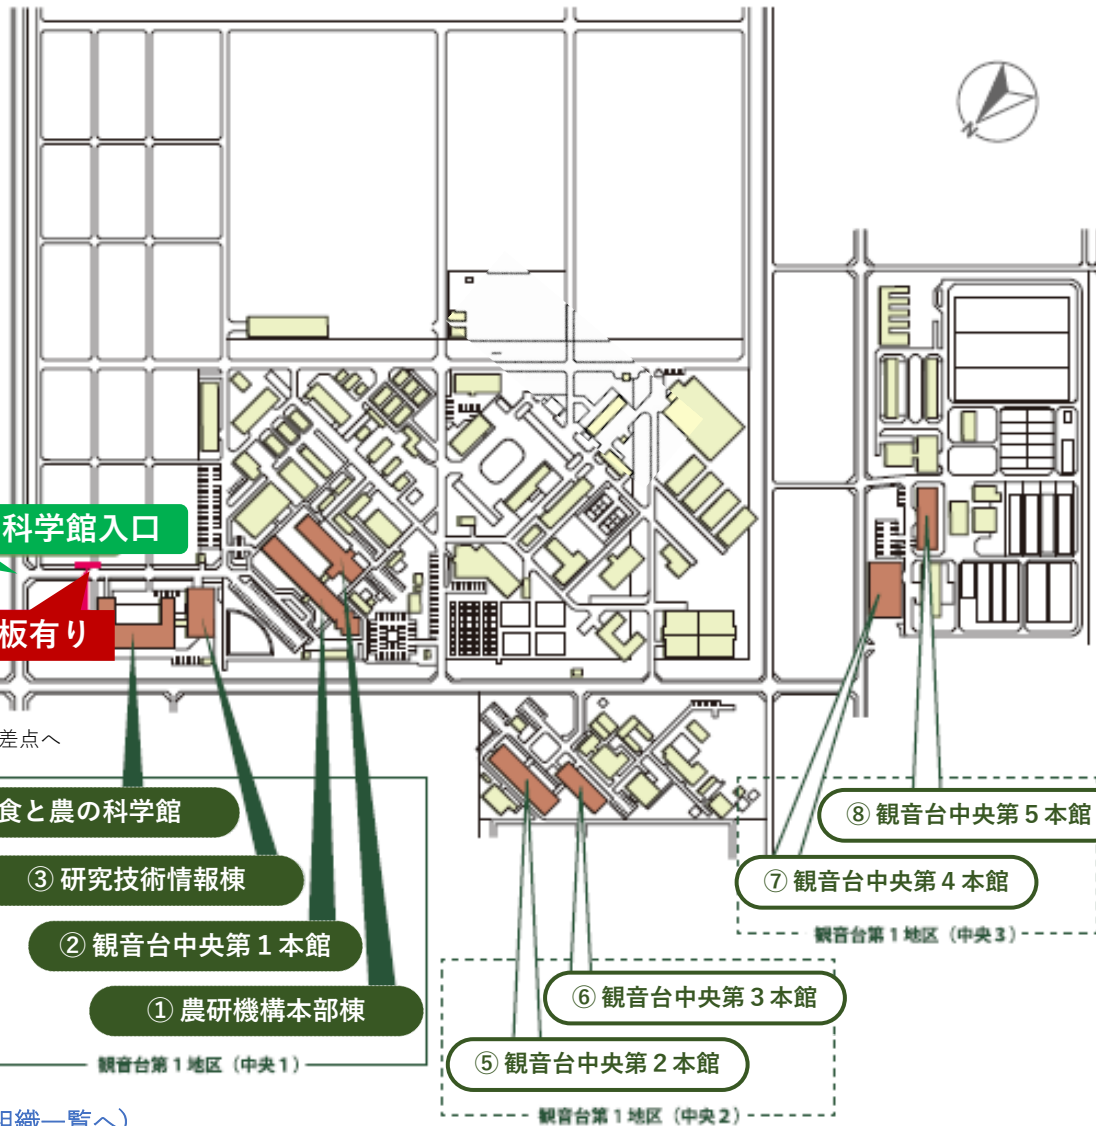 N
科学館入口
板有り
差点へ
食と農の科学館
③ 研究技術情報棟
② 観音台中央第１本館
① 農研機構本部棟
観音台第１地区（中央１）
⑧ 観音台中央第５本館
⑦ 観音台中央第４本館
観音台第１地区（中央３）
⑥ 観音台中央第３本館
⑤ 観音台中央第２本館
観音台第１地区（中央２）
組織一覧へ）